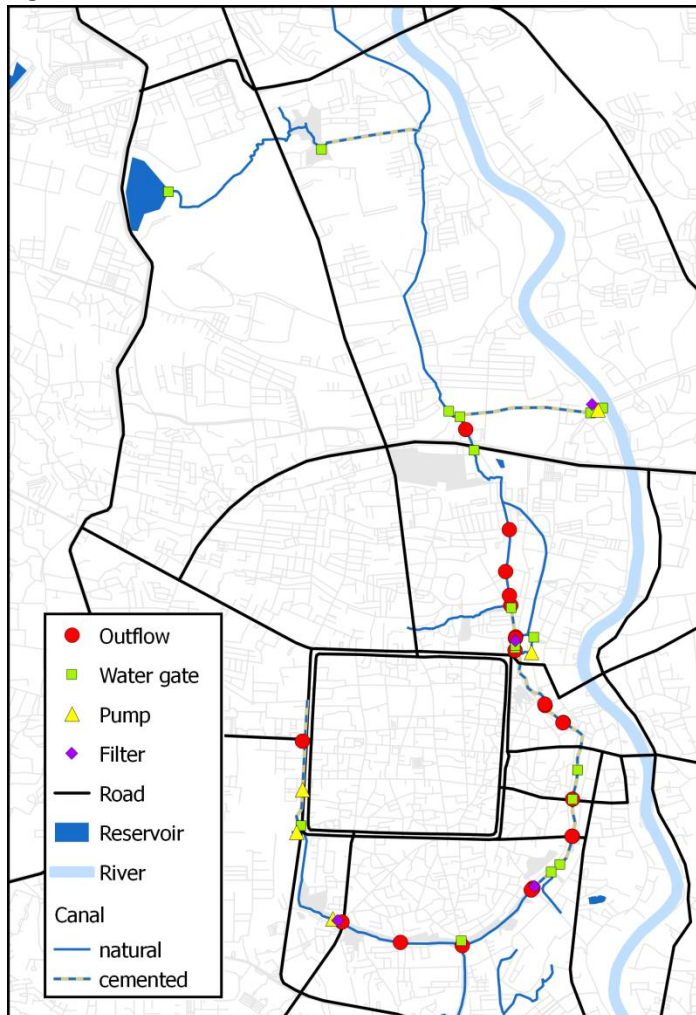 Outflow
Water gate
Pump
Filter
Road
Reservoir
River
Canal
natural
cemented